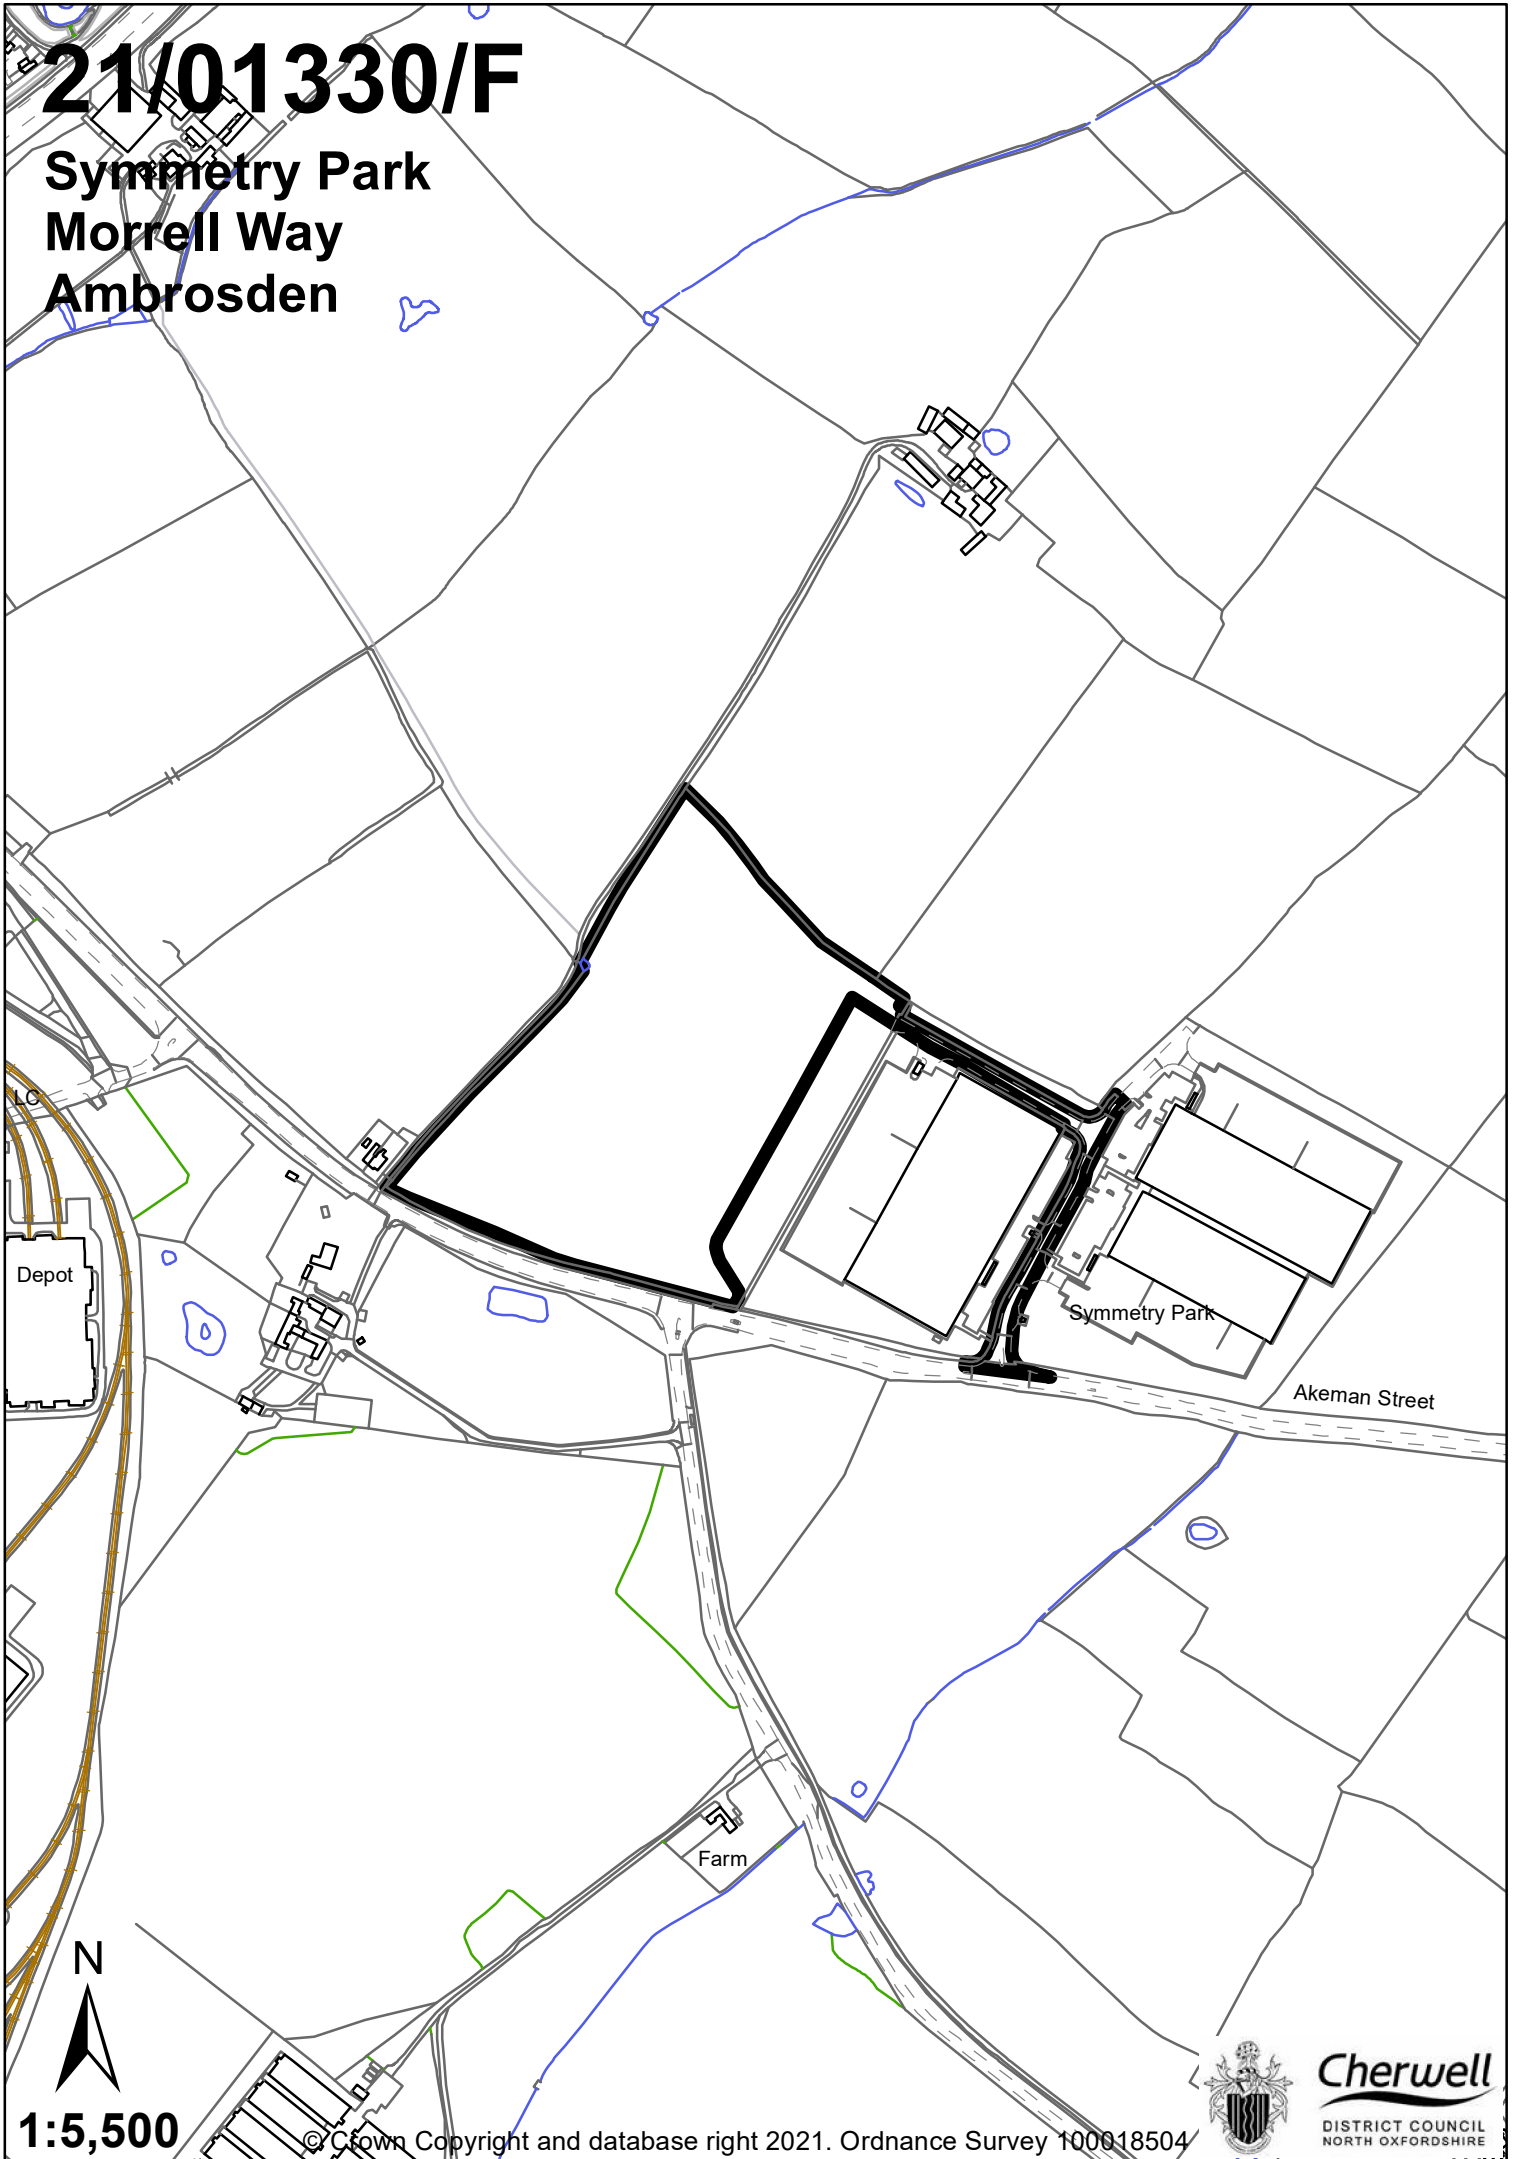 21/01330/F
Symmetry Park
Morrell Way
Ambrosden
LC
Depot
Symmetry Park
Akeman Street
Farm
N
1:5,500
© Crown Copyright and database right 2021. Ordnance Survey 100018504
Cherwell
DISTRICT COUNCIL
NORTH OXFORDSHIRE